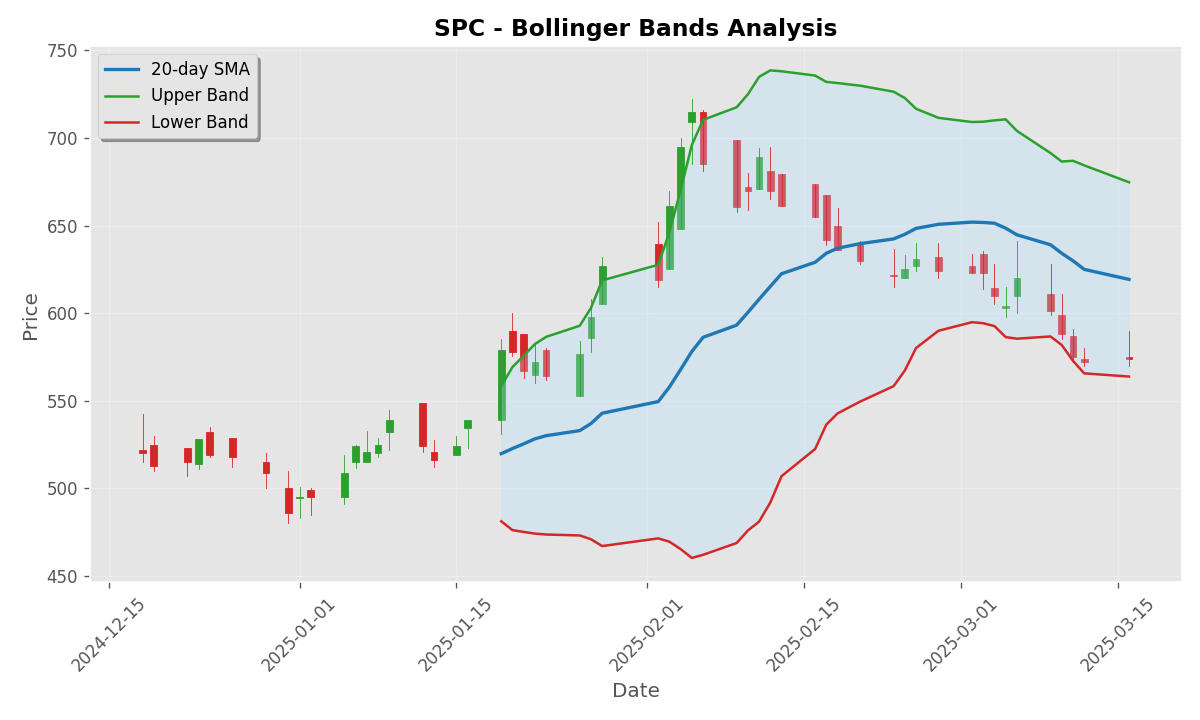 SPC - Bollinger Bands Analysis
20-day SMA
Upper Band
Lower Band
Price
750
700
650
600
550
500
450
2024-12-15
2025-01-01
2025-01-15
2025-02-01
2025-02-15
2025-03-01
2025-03-15
Date